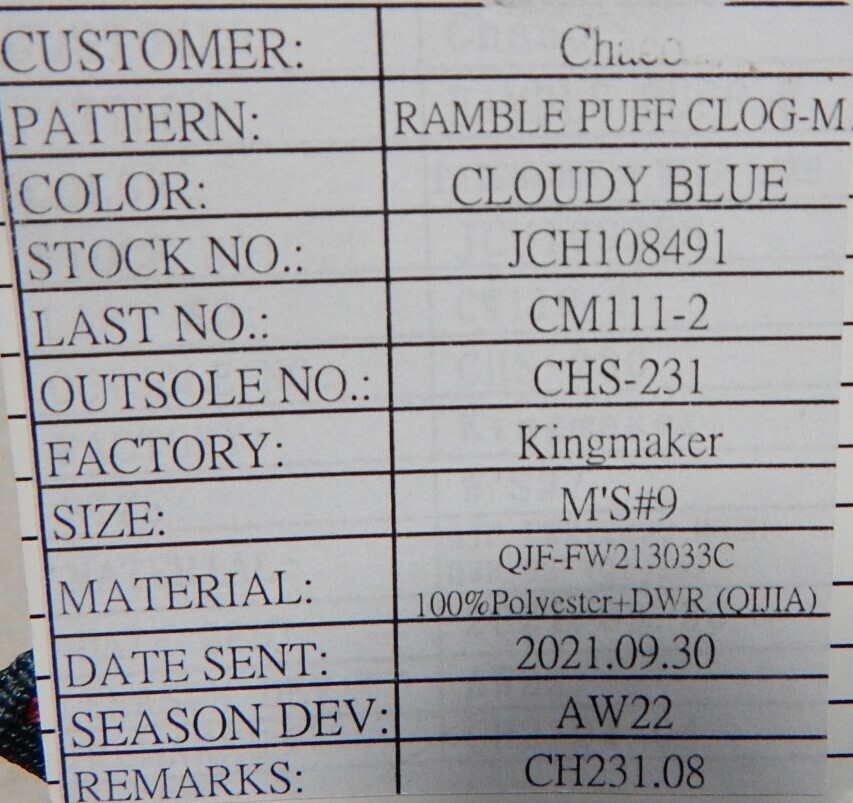 CUSTOMER: Chaco
PATTERN: RAMBLE PUFF CLOG-M
COLOR: CLOUDY BLUE
STOCK NO.: JCH108491
LAST NO.: CM111-2
OUTSOLE NO.: CHS-231
FACTORY: Kingmaker
SIZE: M'S#9
MATERIAL: QJF-FW213033C
100%Polyester+DWR (QIJIA)
DATE SENT: 2021.09.30
SEASON DEV: AW22
REMARKS: CH231.08